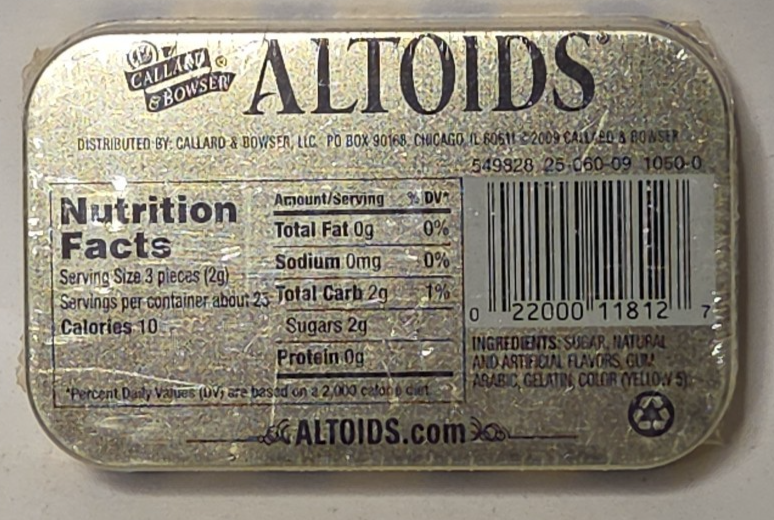 CALLARD
& BOWSER
ALTOIDS®
DISTRIBUTED BY: CALLARD & BOWSER, LLC PO BOX 90168, CHICAGO, IL 60611 ©2009 CALLARD & BOWSER
549828 25-060-09 1050-0
Nutrition
Facts
Serving Size 3 pieces (2g)
Servings per container about 25
Calories 10
Amount/Serving % DV*
Total Fat 0g 0%
Sodium 0mg 0%
Total Carb 2g 1%
Sugars 2g
Protein 0g
*Percent Daily Values (DV) are based on a 2,000 calorie diet
0 22000 11812 7
INGREDIENTS: SUGAR, NATURAL
AND ARTIFICIAL FLAVORS, GUM
ARABIC, GELATIN, COLOR (YELLOW 5).
ALTOIDS.com